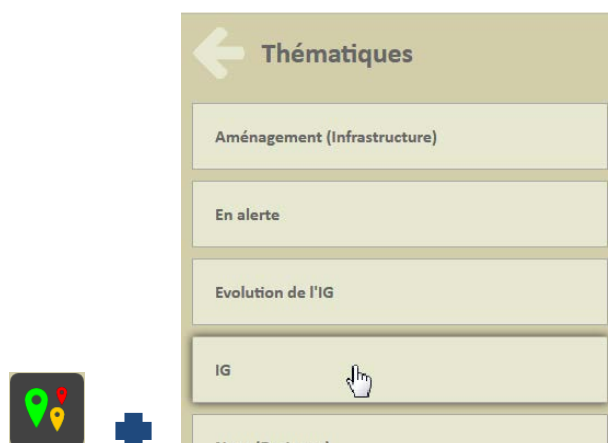 Thématiques
Aménagement (Infrastructure)
En alerte
Evolution de l'IG
IG